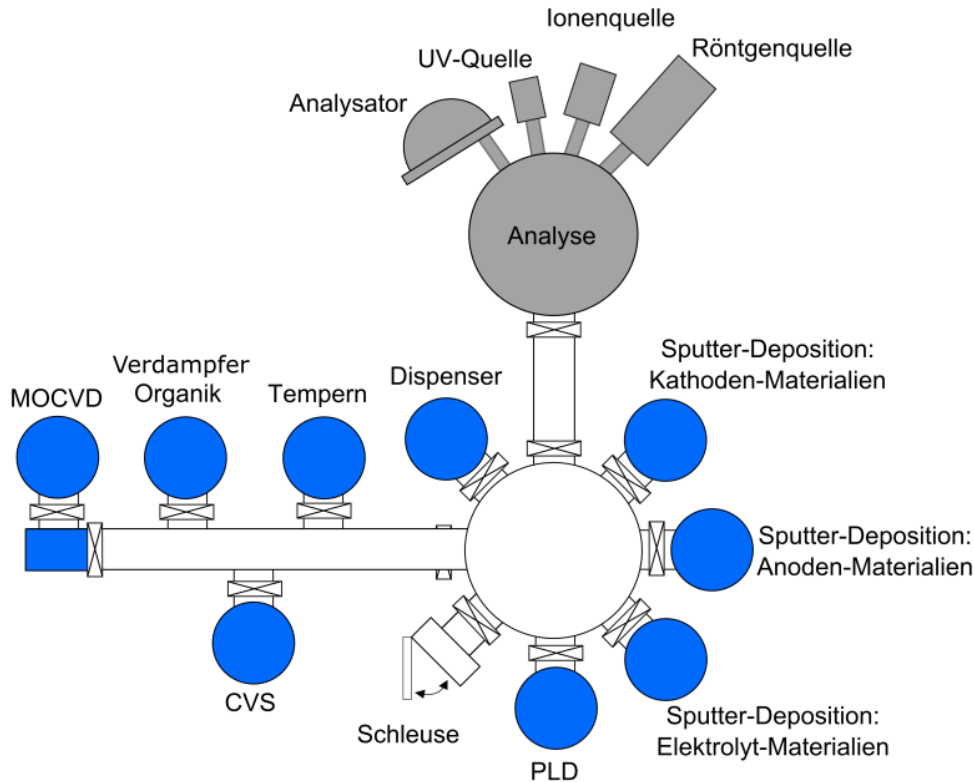 Ionenquelle
UV-Quelle
Röntgenquelle
Analysator
Analyse
Sputter-Deposition:
Kathoden-Materialien
Verdampfer
Organik
MOCVD
Tempern
Dispenser
Sputter-Deposition:
Anoden-Materialien
CVS
Schleuse
PLD
Sputter-Deposition:
Elektrolyt-Materialien